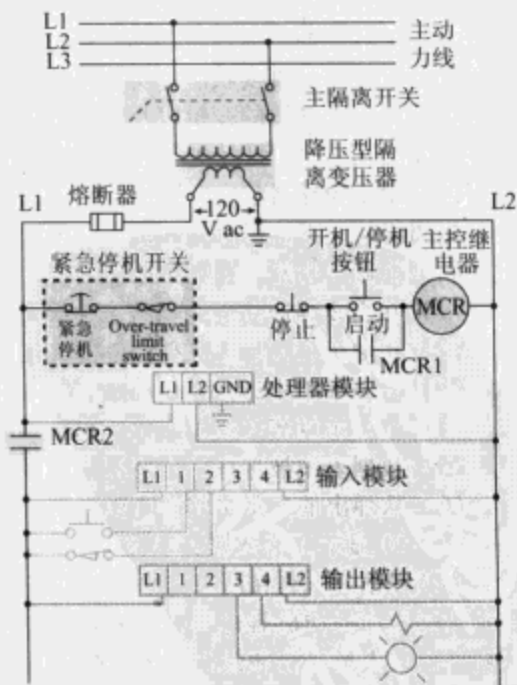 L1
L2
L3
主动
力线
主隔离开关
降压型隔
离变压器
L1
熔断器
120
V ac
L2
紧急停机开关
开机/停机
按钮
主控继
电器
紧急
停机
Over-travel
limit
switch
停止
启动
MCR
MCR1
L1 L2 GND 处理器模块
MCR2
L1 1 2 3 4 L2 输入模块
L1 1 2 3 4 L2 输出模块